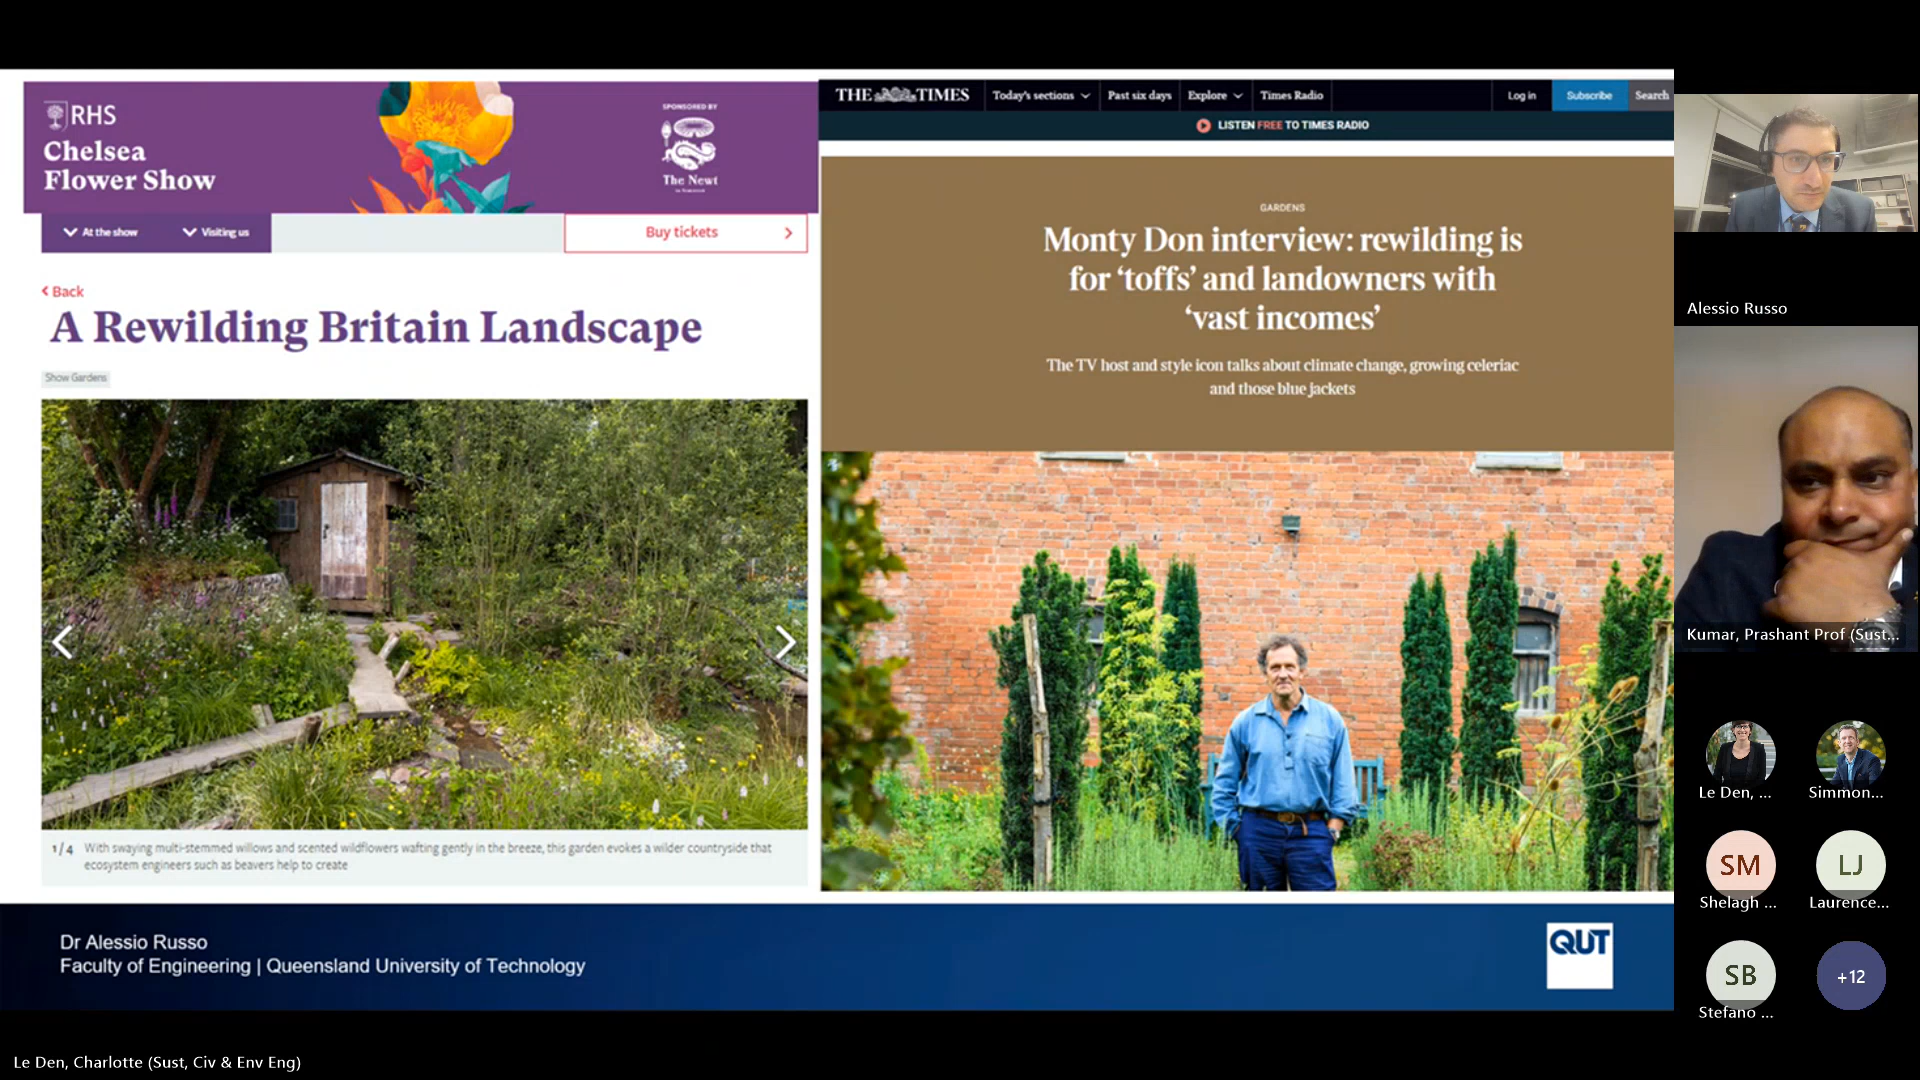 RHS
Chelsea
Flower Show
SPONSORED BY
The Newt
At the show
Visiting us
Buy tickets
Back
A Rewilding Britain Landscape
Show Gardens
1 / 4 With swaying multi-stemmed willows and scented wildflowers wafting gently in the breeze, this garden evokes a wilder countryside that
ecosystem engineers such as beavers help to create
THE TIMES
Today's sections
Past six days
Explore
Times Radio
Log in
Subscribe
Search
LISTEN FREE TO TIMES RADIO
GARDENS
Monty Don interview: rewilding is
for ‘toffs’ and landowners with
‘vast incomes’
The TV host and style icon talks about climate change, growing celeriac
and those blue jackets
Dr Alessio Russo
Faculty of Engineering | Queensland University of Technology
QUT
Alessio Russo
Kumar, Prashant Prof (Sust...
Le Den, ...
Simmon...
SM
Shelagh ...
LJ
Laurence...
SB
Stefano ...
+12
Le Den, Charlotte (Sust, Civ & Env Eng)